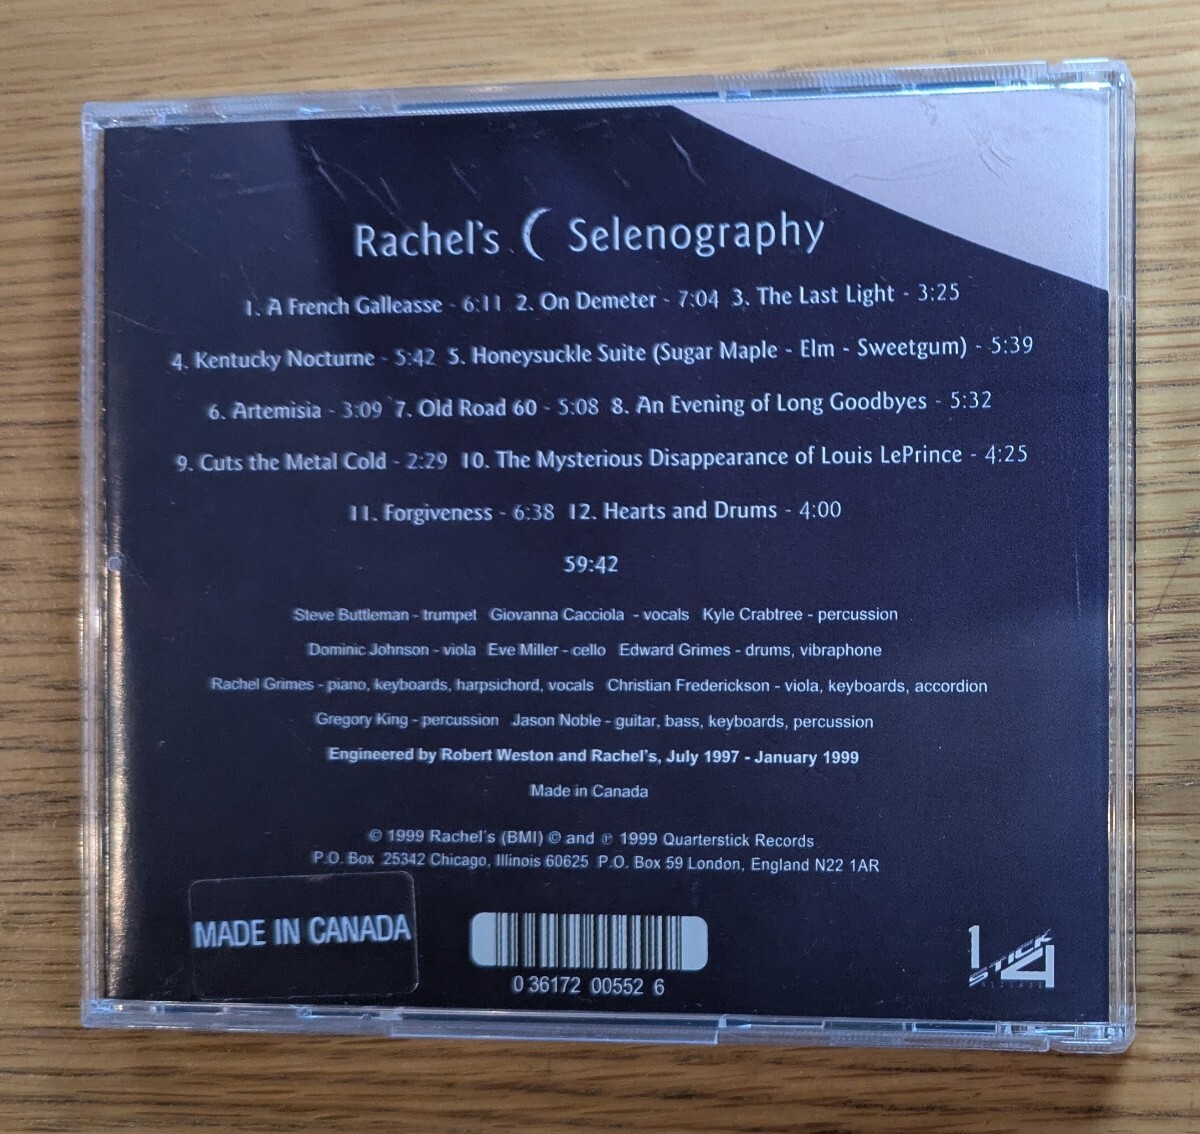 Rachel's Selenography
1. A French Galleasse - 6:11 2. On Demeter - 7:04 3. The Last Light - 3:25
4. Kentucky Nocturne - 5:42 5. Honeysuckle Suite (Sugar Maple - Elm - Sweetgum) - 5:39
6. Artemisia - 3:09 7. Old Road 60 - 5:08 8. An Evening of Long Goodbyes - 5:32
9. Cuts the Metal Cold - 2:29 10. The Mysterious Disappearance of Louis LePrince - 4:25
11. Forgiveness - 6:38 12. Hearts and Drums - 4:00
59:42
Steve Buttleman - trumpet Giovanna Cacciola - vocals Kyle Crabtree - percussion
Dominic Johnson - viola Eve Miller - cello Edward Grimes - drums, vibraphone
Rachel Grimes - piano, keyboards, harpsichord, vocals Christian Frederickson - viola, keyboards, accordion
Gregory King - percussion Jason Noble - guitar, bass, keyboards, percussion
Engineered by Robert Weston and Rachel's, July 1997 - January 1999
Made in Canada
© 1999 Rachel's (BMI) © and ℗ 1999 Quarterstick Records
P.O. Box 25342 Chicago, Illinois 60625 P.O. Box 59 London, England N22 1AR
MADE IN CANADA
0 36172 00552 6
1
STICK
4